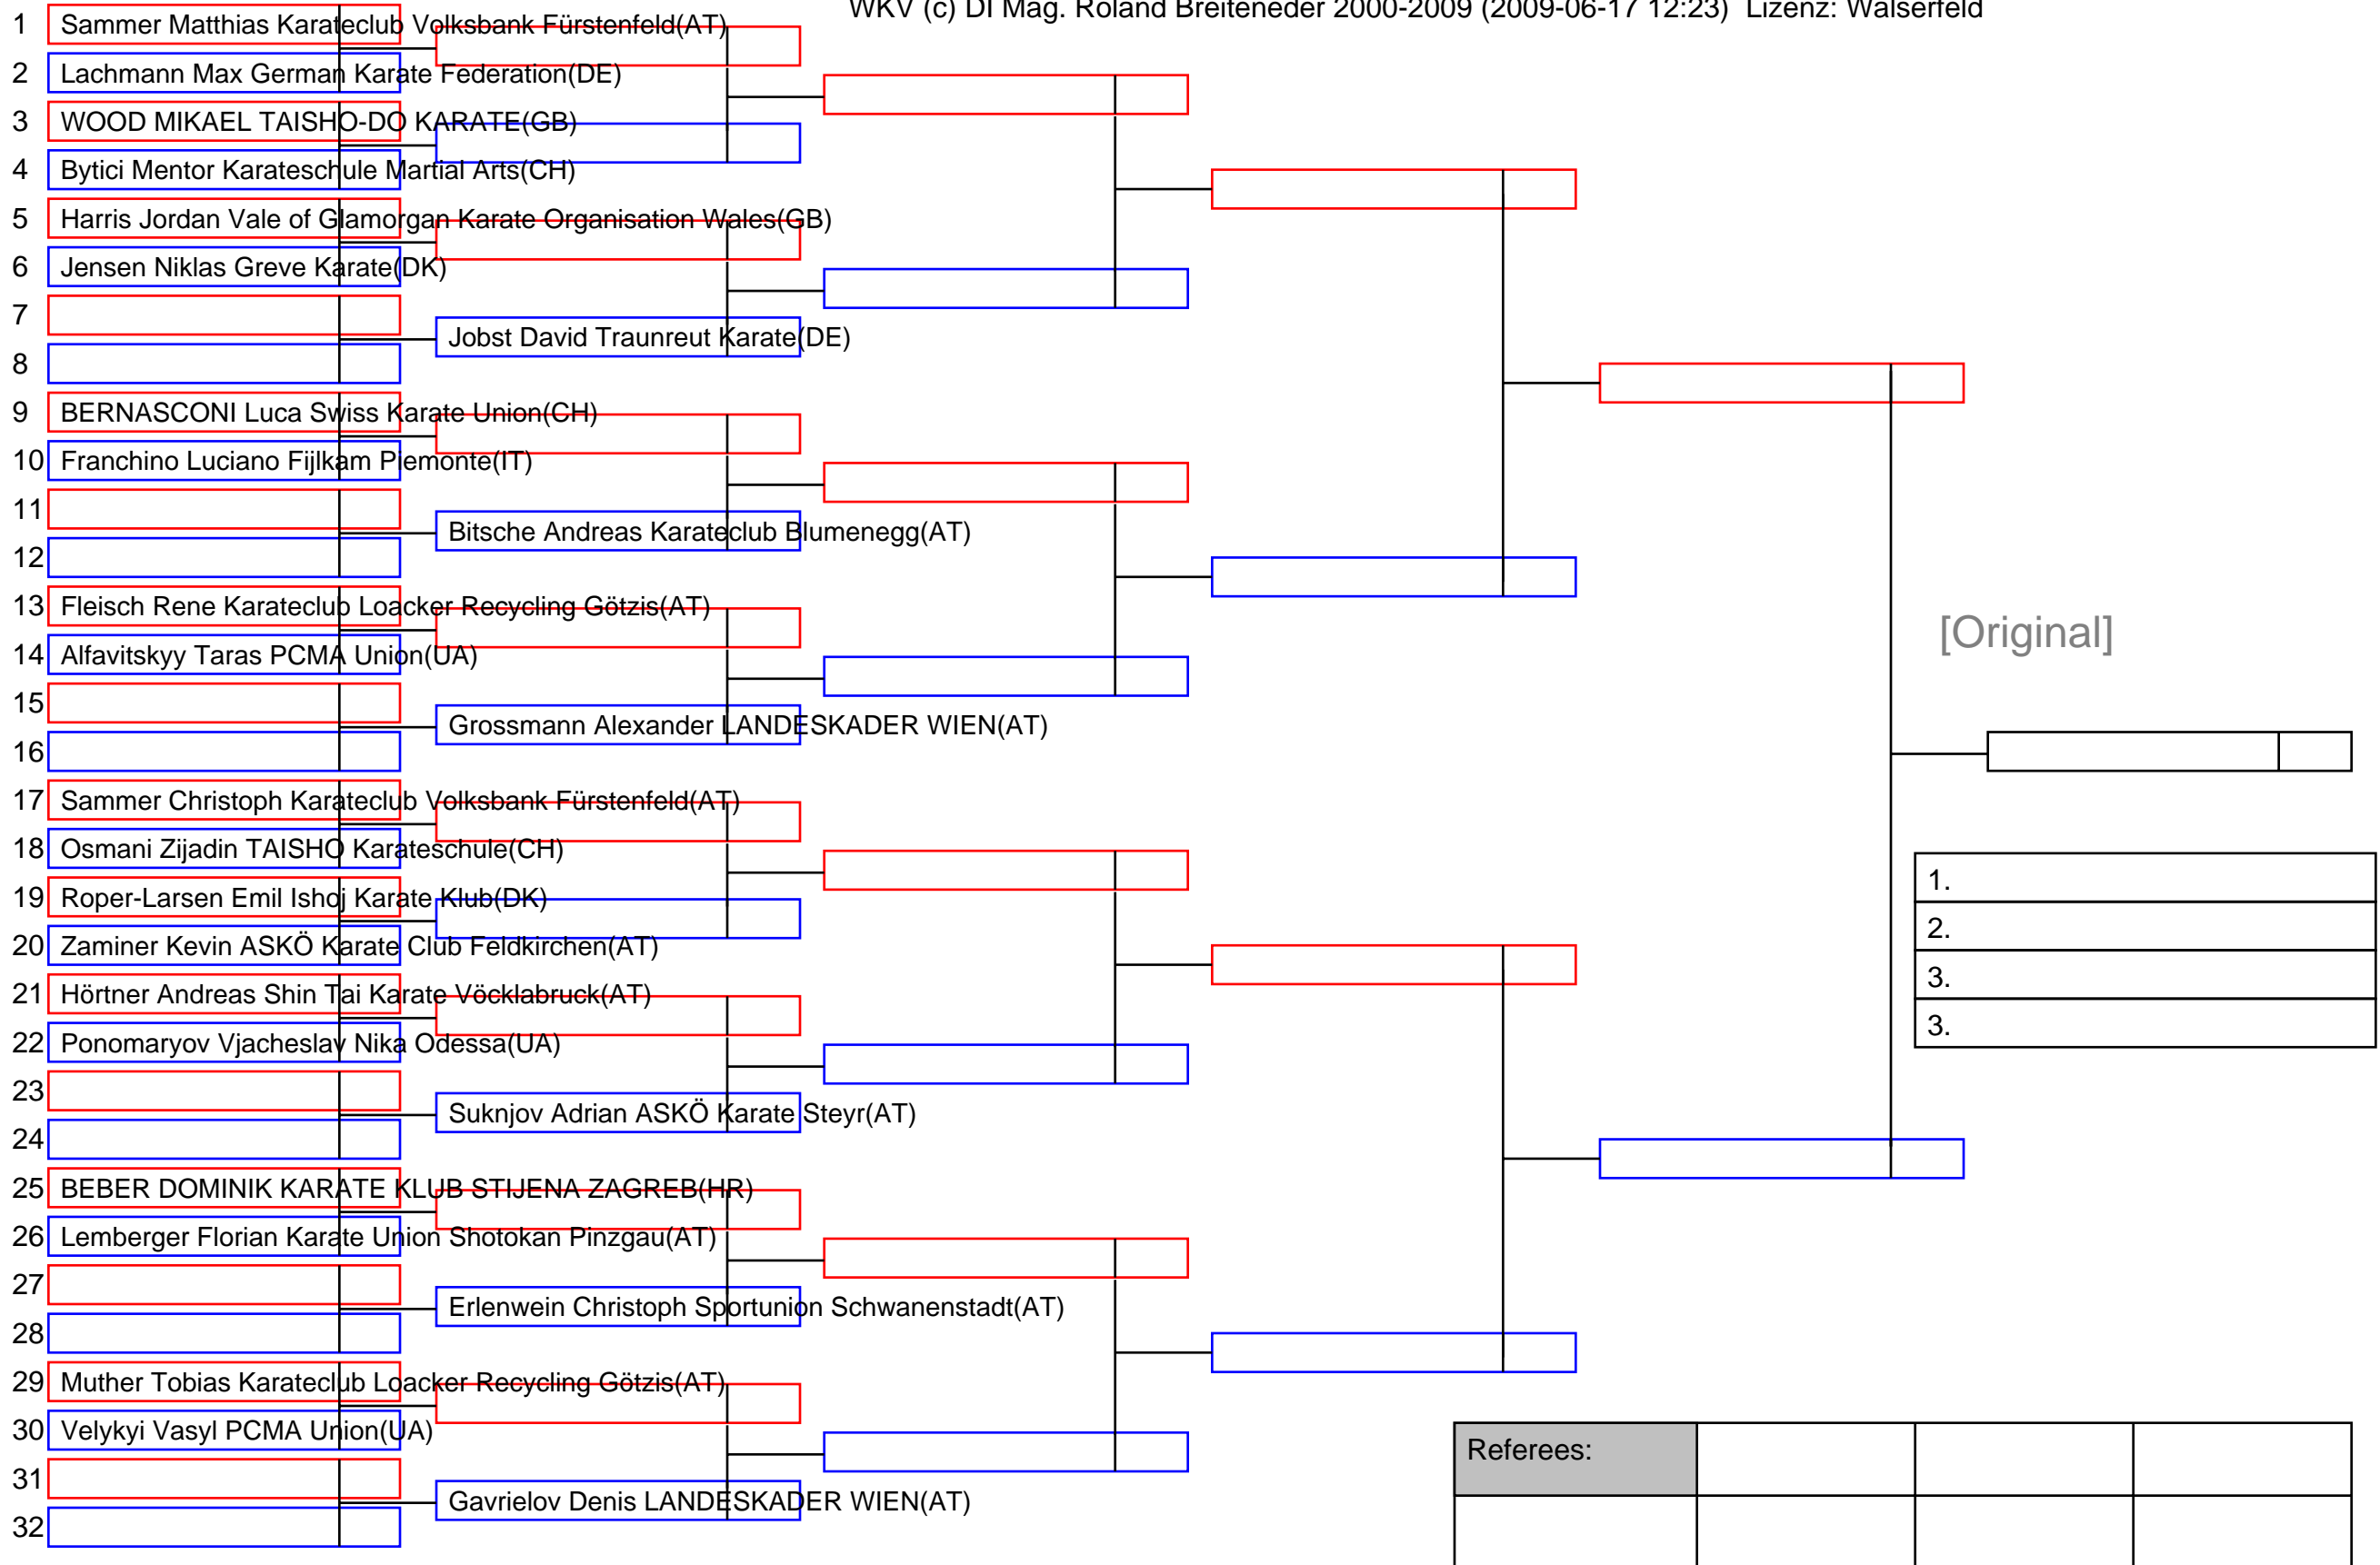 WKV (c) DI Mag. Roland Breiteneder 2000-2009 (2009-06-17 12:23) Lizenz: Walserfeld
1 Sammer Matthias Karateclub Volksbank Fürstenfeld(AT)
2 Lachmann Max German Karate Federation(DE)
3 WOOD MIKAEL TAISHO-DO KARATE(GB)
4 Bytici Mentor Karateschule Martial Arts(CH)
5 Harris Jordan Vale of Glamorgan Karate Organisation Wales(GB)
6 Jensen Niklas Greve Karate(DK)
7
Jobst David Traunreut Karate(DE)
8
9 BERNASCONI Luca Swiss Karate Union(CH)
10 Franchino Luciano Fijlkam Piemonte(IT)
11
Bitsche Andreas Karateclub Blumenegg(AT)
12
13 Fleisch Rene Karateclub Loacker Recycling Götzis(AT)
[Original]
14 Alfavitskyy Taras PCMA Union(UA)
15
Grossmann Alexander LANDESKADER WIEN(AT)
16
17 Sammer Christoph Karateclub Volksbank Fürstenfeld(AT)
18 Osmani Zijadin TAISHO Karateschule(CH)
1.
19 Roper-Larsen Emil Ishoj Karate Klub(DK)
2.
20 Zaminer Kevin ASKÖ Karate Club Feldkirchen(AT)
3.
21 Hörtner Andreas Shin Tai Karate Vöcklabruck(AT)
3.
22 Ponomaryov Vjacheslav Nika Odessa(UA)
23
Suknjov Adrian ASKÖ Karate Steyr(AT)
24
25 BEBER DOMINIK KARATE KLUB STIJENA ZAGREB(HR)
26 Lemberger Florian Karate Union Shotokan Pinzgau(AT)
27
Erlenwein Christoph Sportunion Schwanenstadt(AT)
28
29 Muther Tobias Karateclub Loacker Recycling Götzis(AT)
30 Velykyi Vasyl PCMA Union(UA)
Referees:
31
Gavrielov Denis LANDESKADER WIEN(AT)
32